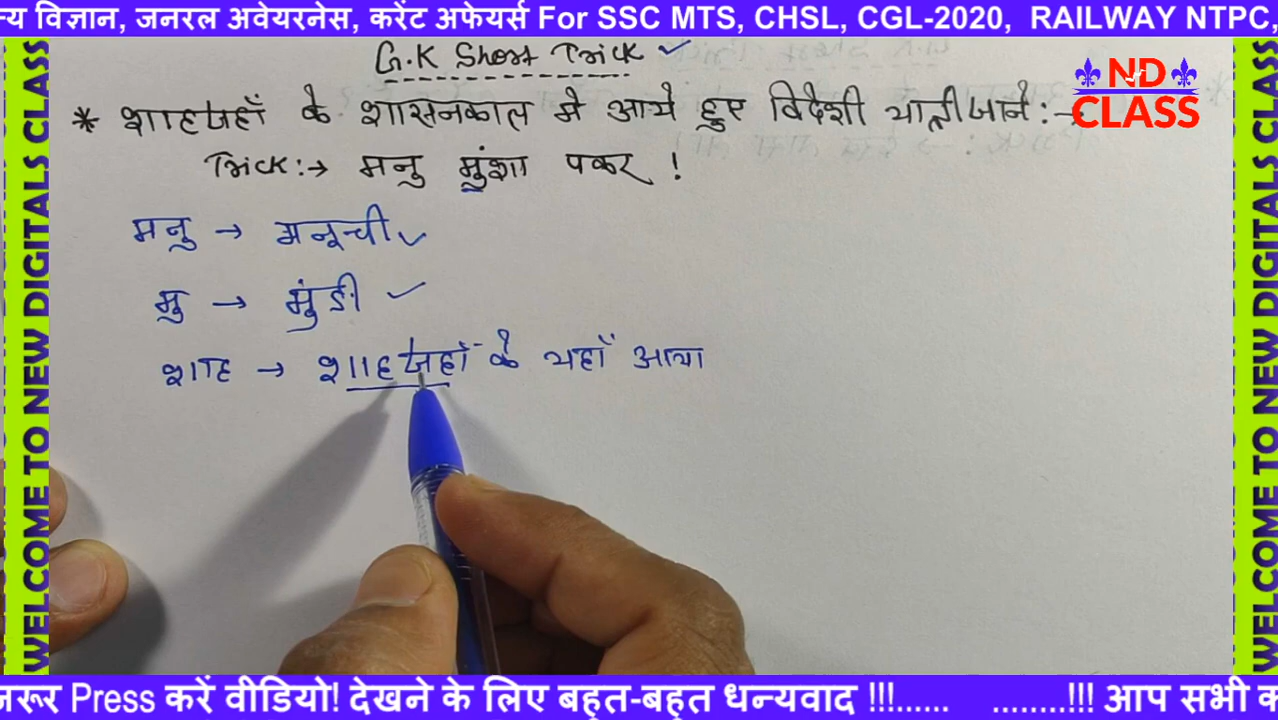 न्य विज्ञान, जनरल अवेयरनेस, करेंट अफेयर्स For SSC MTS, CHSL, CGL-2020, RAILWAY NTPC,
G.K Short Trick
ND CLASS
* शाहजहाँ के शासनकाल मे आये हुए विदेशी यात्री जाने :→
Trick :→ मनु मुंशा पकर !
मनु → मनूची
मु → मुंडी
शाह → शाहजहाँ के यहाँ आया
WELCOME TO NEW DIGITALS CLASS
WELCOME TO NEW DIGITALS CLASS
जरूर Press करें वीडियो! देखने के लिए बहुत-बहुत धन्यवाद !!!...... ........!!! आप सभी क